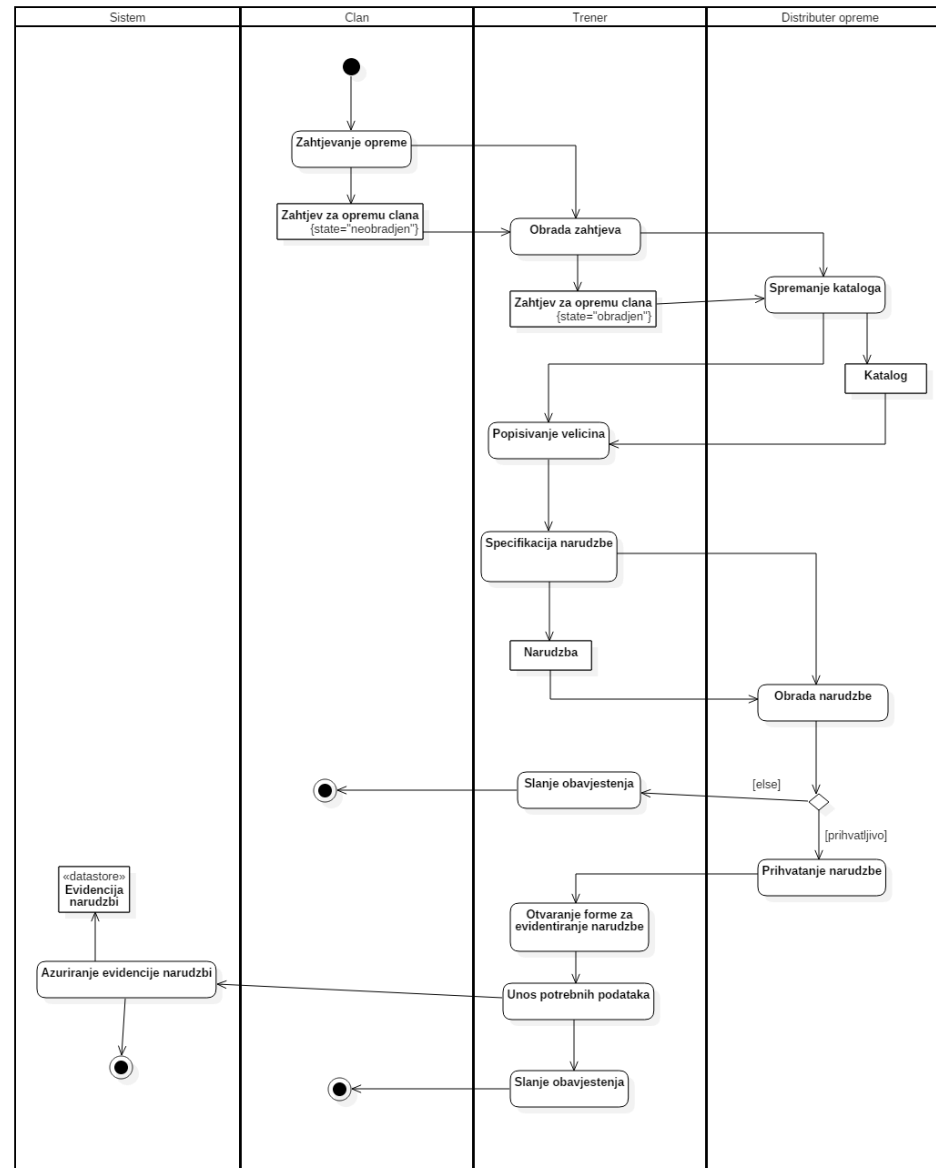 Sistem
Clan
Trener
Distributer opreme
Zahtjevanje opreme
Zahtjev za opremu clana
{state="neobradjen"}
Obrada zahtjeva
Zahtjev za opremu clana
{state="obradjen"}
Spremanje kataloga
Katalog
Popisivanje velicina
Specifikacija narudzbe
Narudzba
Obrada narudzbe
Slanje obavjestenja
[else]
[prihvatljivo]
Prihvatanje narudzbe
«datastore»
Evidencija
narudzbi
Otvaranje forme za
evidentiranje narudzbe
Azuriranje evidencije narudzbi
Unos potrebnih podataka
Slanje obavjestenja